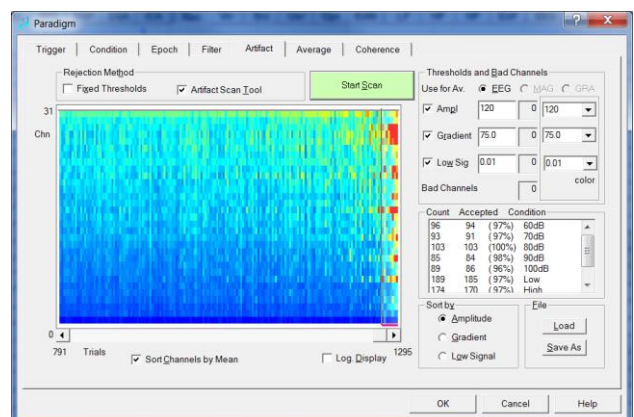 Paradigm
Trigger Condition Epoch Filter Artifact Average Coherence
Rejection Method
Fixed Thresholds
Artifact Scan Tool
Start Scan
31
Chn
0
791 Trials 1295
Sort Channels by Mean
Log. Display
Thresholds and Bad Channels
Use for Av. EEG MAG GRA
Ampl 120 0 120
Gradient 75.0 0 75.0
Low Sig 0.01 0 0.01
color
Bad Channels 0
Count Accepted Condition
96 94 (97%) 60dB
93 91 (97%) 70dB
103 103 (100%) 80dB
85 84 (98%) 90dB
89 86 (96%) 100dB
189 185 (97%) Low
174 170 (97%) High
Sort by
Amplitude
Gradient
Low Signal
File
Load
Save As
OK Cancel Help